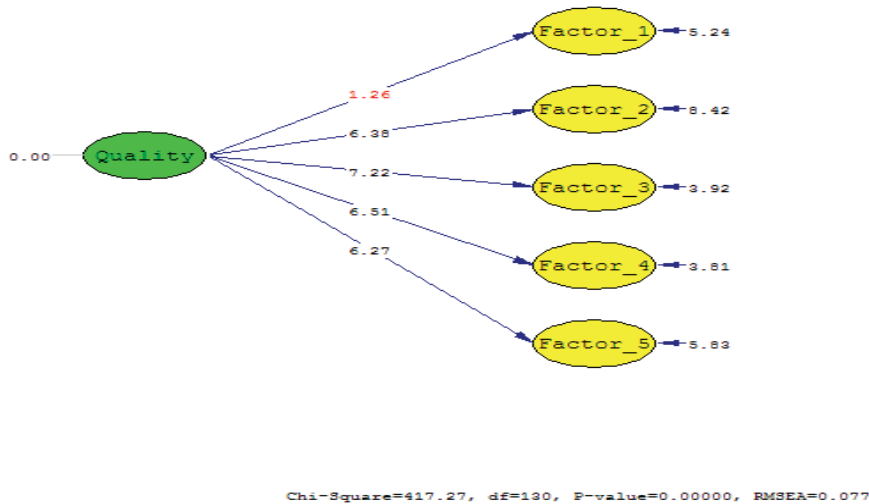 Factor_1
5.24
1.26
Factor_2
8.42
6.38
0.00
Quality
7.22
Factor_3
3.92
6.51
6.27
Factor_4
3.81
Factor_5
5.83
Chi-Square=417.27, df=130, P-value=0.00000, RMSEA=0.077